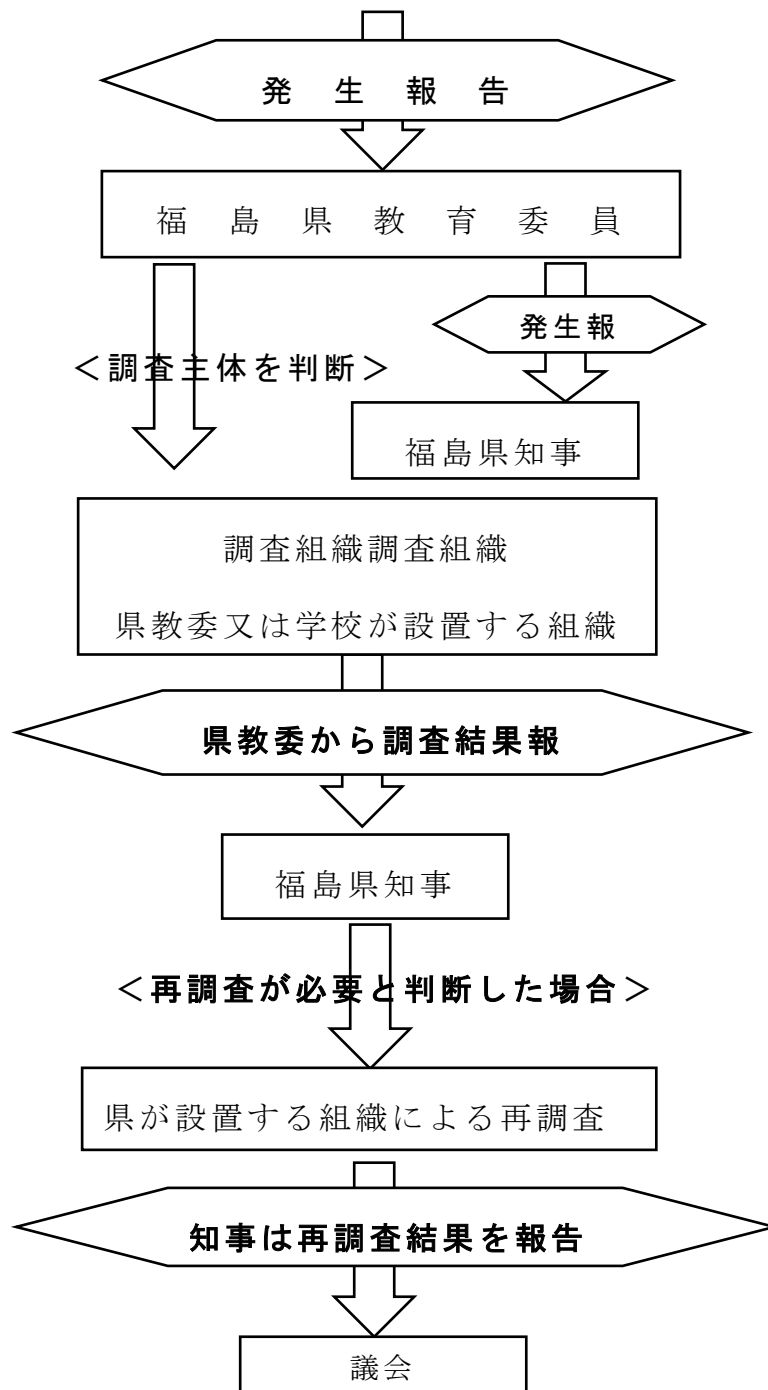 発生報告
福島県教育委員
発生報
＜調査主体を判断＞
福島県知事
調査組織調査組織
県教委又は学校が設置する組織
県教委から調査結果報
福島県知事
＜再調査が必要と判断した場合＞
県が設置する組織による再調査
知事は再調査結果を報告
議会